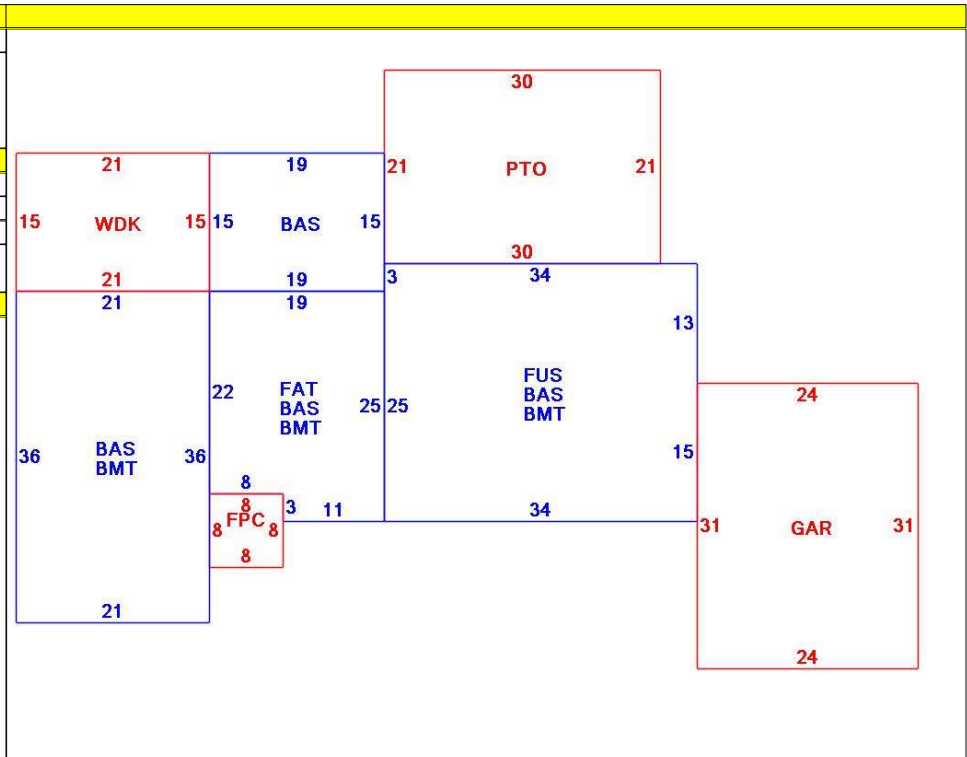 30
21 PTO 21
30
21
15 WDK 15
21
19
15 BAS 15
19
21
36 BAS 36
BMT
21
19
22 FAT 25
BAS
BMT
8
3 11
8
8 FPC 8
8
3 34
13
25 FUS
BAS
BMT
15
34
24
31 GAR 31
24